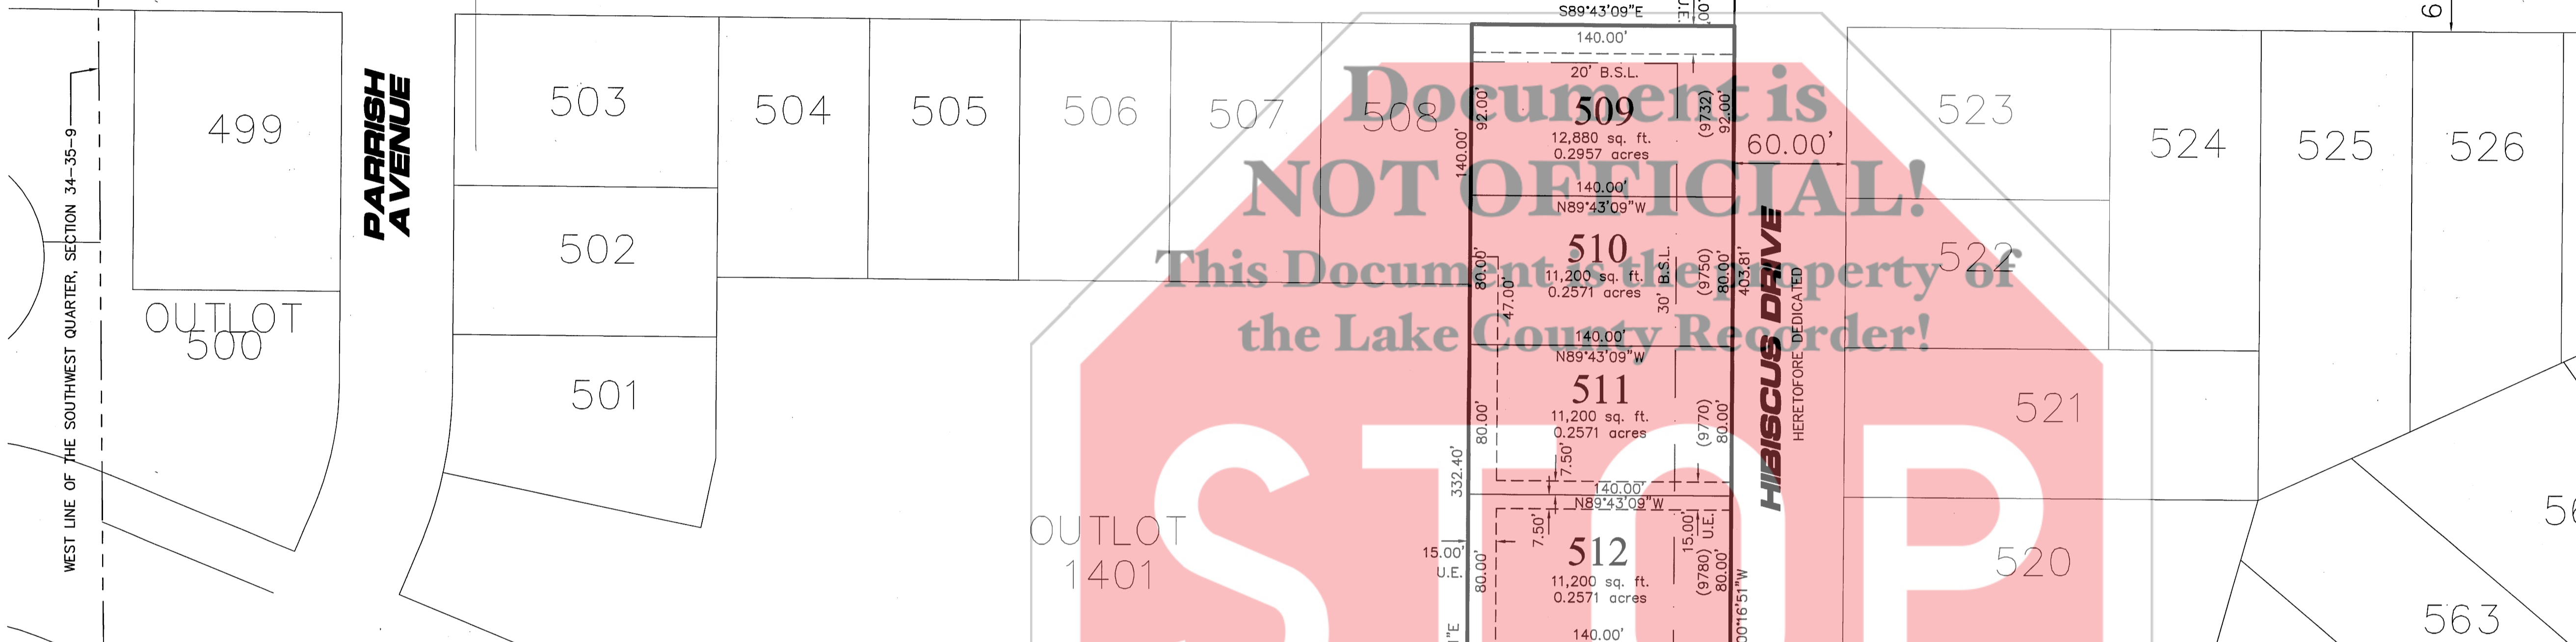 WEST LINE OF THE SOUTHWEST QUARTER, SECTION 34-35-9
499
OUTLOT
500
PARRISH
AVENUE
503
502
501
504
505
506
507
508
OUTLOT
1401
S89°43'09"E
140.00'
20' B.S.L.
509
12,880 sq. ft.
0.2957 acres
92.00'
140.00'
(9732)
92.00'
140.00'
N89°43'09"W
510
11,200 sq. ft.
0.2571 acres
80.00'
47.00'
30' B.S.L.
(9750)
80.00'
403.81'
140.00'
N89°43'09"W
511
11,200 sq. ft.
0.2571 acres
80.00'
332.40'
7.50'
(9770)
80.00'
140.00'
N89°43'09"W
512
11,200 sq. ft.
0.2571 acres
7.50'
15.00'
U.E.
15.00'
U.E.
80.00'
(9780)
80.00'
140.00'
00°16'51"W
"E
U.E.
.00'
60.00'
HIBISCUS DRIVE
HERETOFORE DEDICATED
523
522
521
520
524
525
526
563
56
6
Document is
NOT OFFICIAL!
This Document is the property of
the Lake County Recorder!
STOP